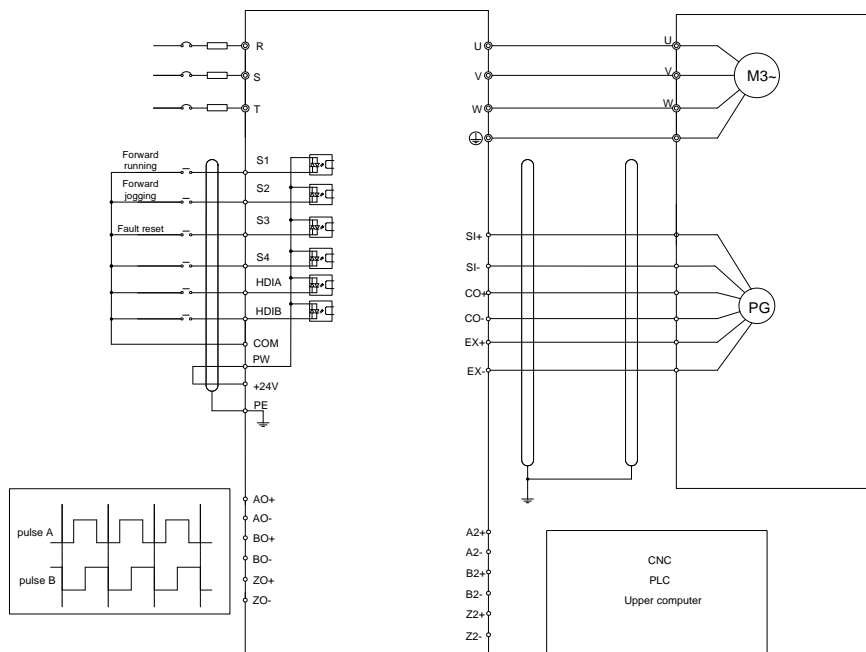 R
S
T
U
V
W
U
V
W
M3~
Forward
running
Forward
jogging
Fault reset
S1
S2
S3
S4
HDIA
HDIB
COM
PW
+24V
PE
SI+
SI-
CO+
CO-
EX+
EX-
PG
pulse A
pulse B
AO+
AO-
BO+
BO-
ZO+
ZO-
A2+
A2-
B2+
B2-
Z2+
Z2-
CNC
PLC
Upper computer